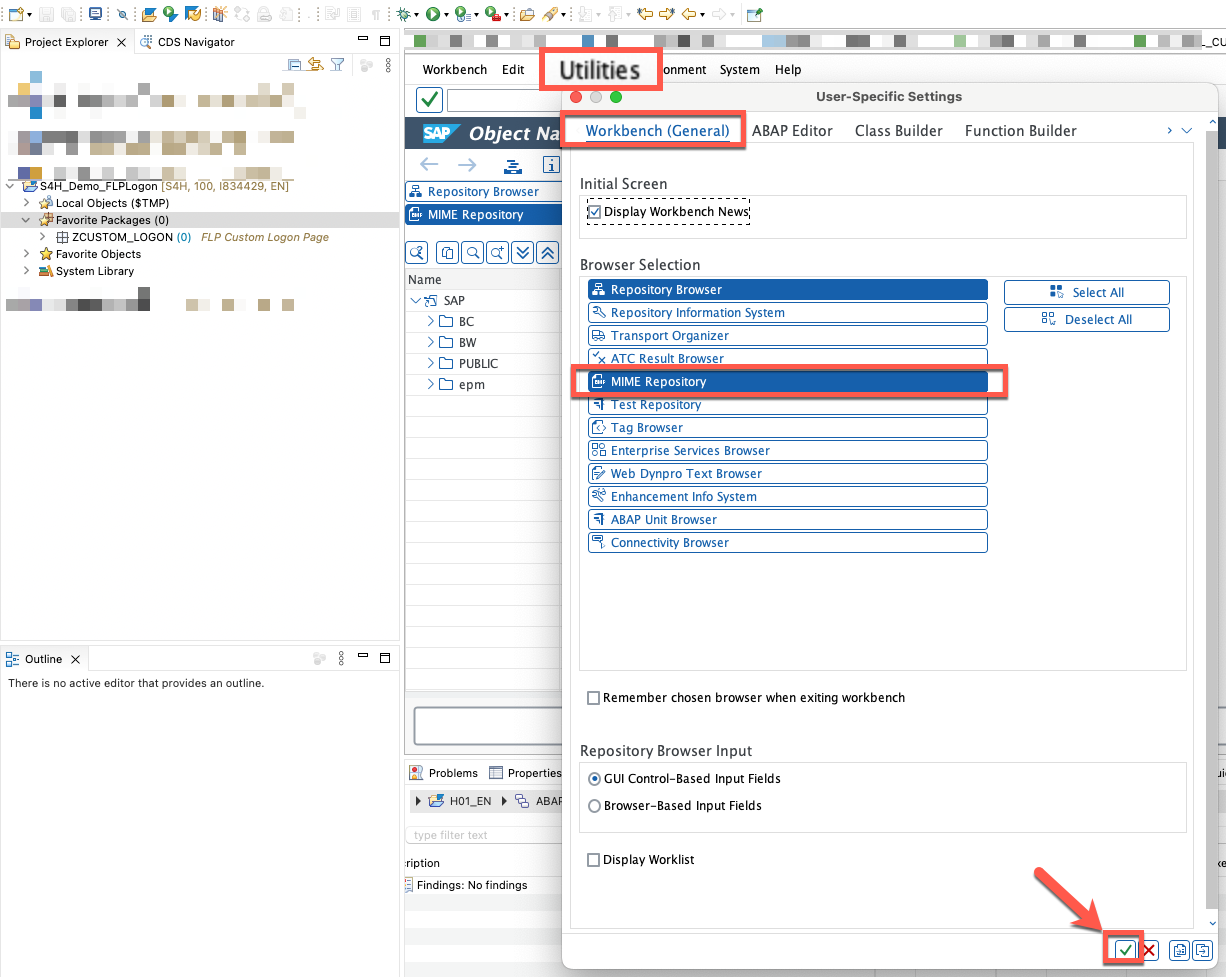 Project Explorer
CDS Navigator
S4H_Demo_FLPLogon [S4H, 100, I834429, EN]
Local Objects ($TMP)
Favorite Packages (0)
ZCUSTOM_LOGON (0) FLP Custom Logon Page
Favorite Objects
System Library
Outline
There is no active editor that provides an outline.
L_CU
Workbench Edit Utilities onment System Help
SAP Object Na
Repository Browser
MIME Repository
Name
SAP
BC
BW
PUBLIC
epm
Problems Properties
H01_EN ABAP
type filter text
ription
Findings: No findings
User-Specific Settings
Workbench (General) ABAP Editor Class Builder Function Builder
Initial Screen
Display Workbench News
Browser Selection
Repository Browser
Repository Information System
Transport Organizer
ATC Result Browser
MIME Repository
Test Repository
Tag Browser
Enterprise Services Browser
Web Dynpro Text Browser
Enhancement Info System
ABAP Unit Browser
Connectivity Browser
Select All
Deselect All
Remember chosen browser when exiting workbench
Repository Browser Input
GUI Control-Based Input Fields
Browser-Based Input Fields
Display Worklist